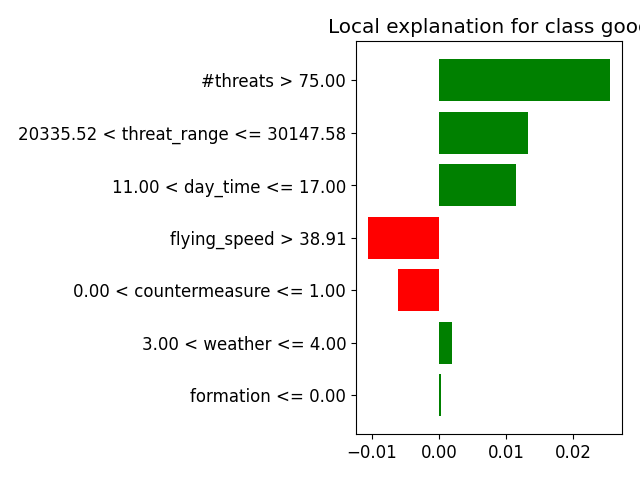 Local explanation for class good
#threats > 75.00
20335.52 < threat_range <= 30147.58
11.00 < day_time <= 17.00
flying_speed > 38.91
0.00 < countermeasure <= 1.00
3.00 < weather <= 4.00
formation <= 0.00
−0.01 0.00 0.01 0.02